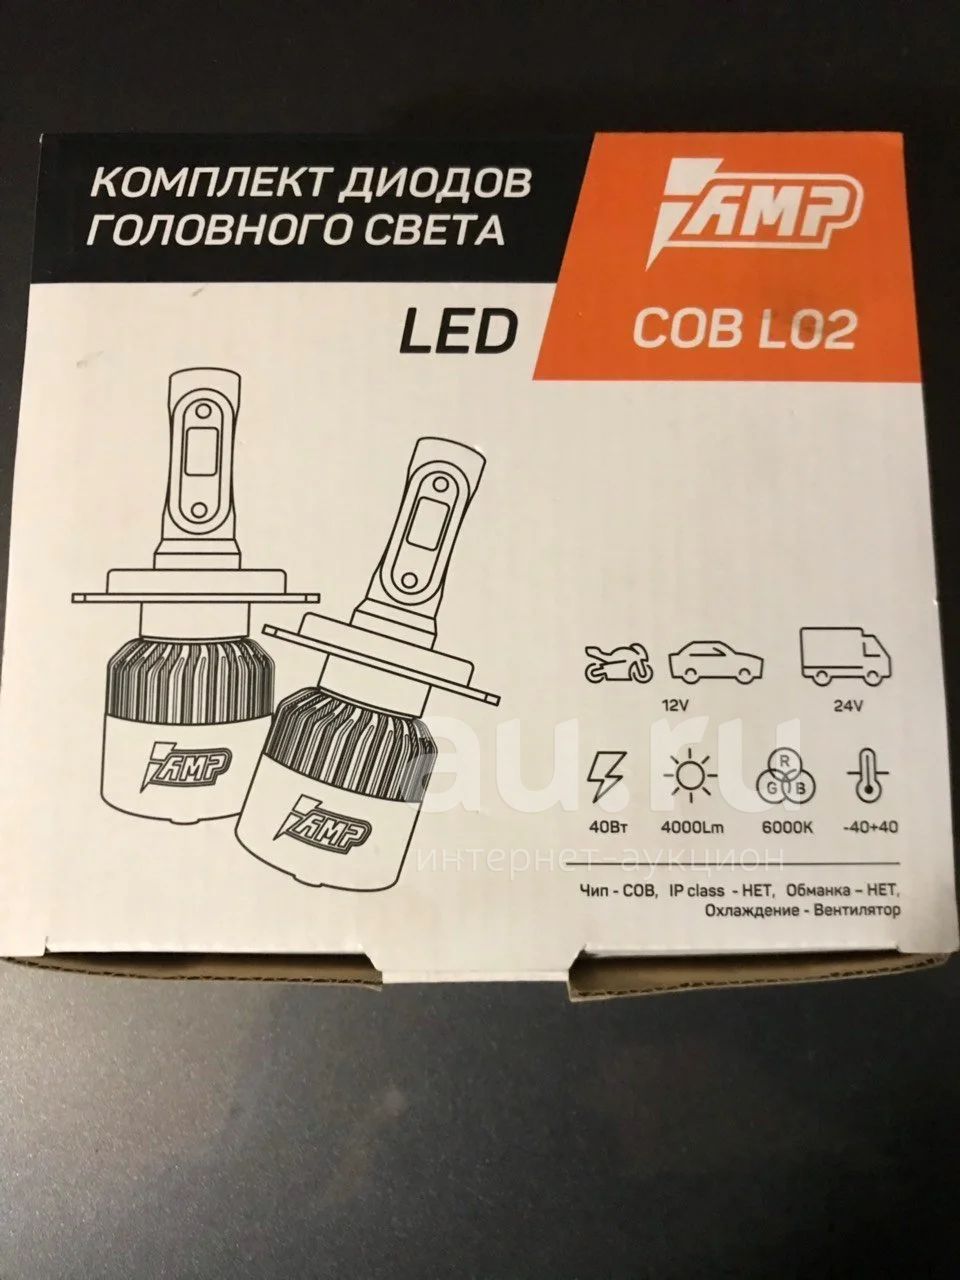 КОМПЛЕКТ ДИОДОВ
ГОЛОВНОГО СВЕТА
AMP
LED
COB L02
12V
24V
R
G B
40Вт 4000Lm 6000K -40+40
AMP
AMP
au.ru
интернет-аукцион
Чип - COB, IP class - НЕТ, Обманка – НЕТ,
Охлаждение - Вентилятор